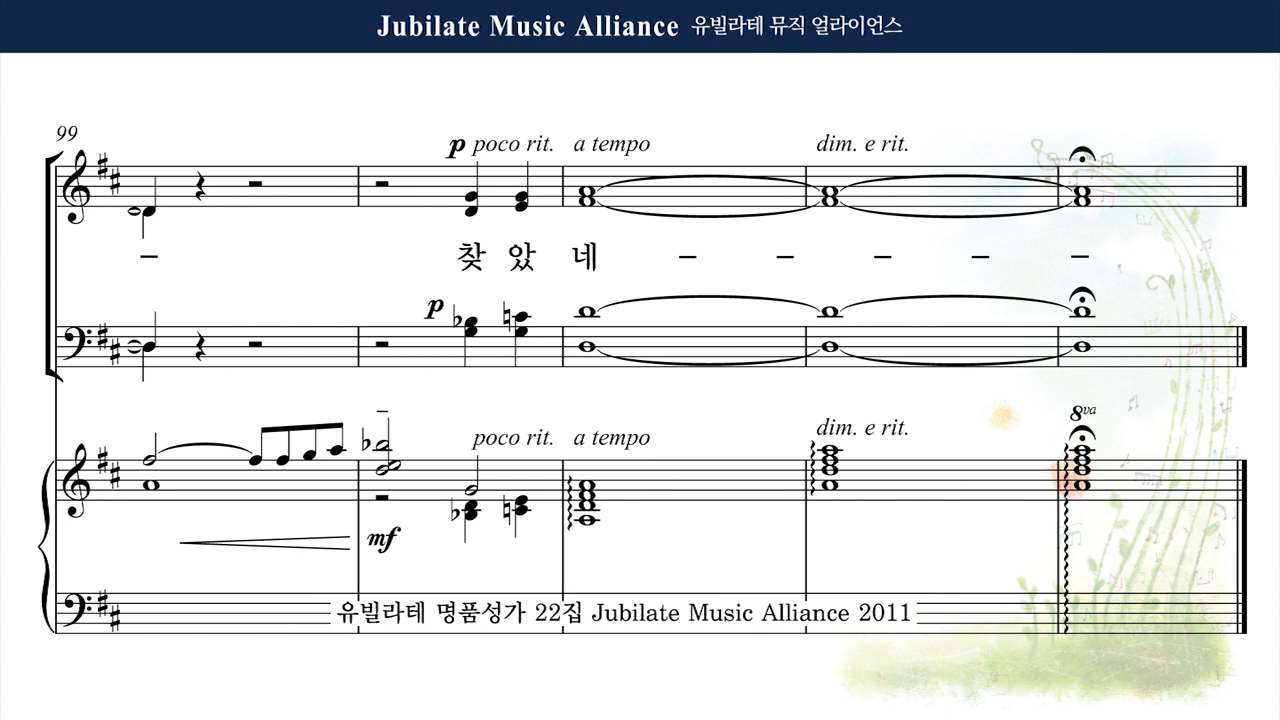 Jubilate Music Alliance 유빌라테 뮤직 얼라이언스
99
p poco rit. a tempo dim. e rit.
– 찾 았 네 – – – – –
p
poco rit. a tempo dim. e rit. 8va
mf
유빌라테 명품성가 22집 Jubilate Music Alliance 2011